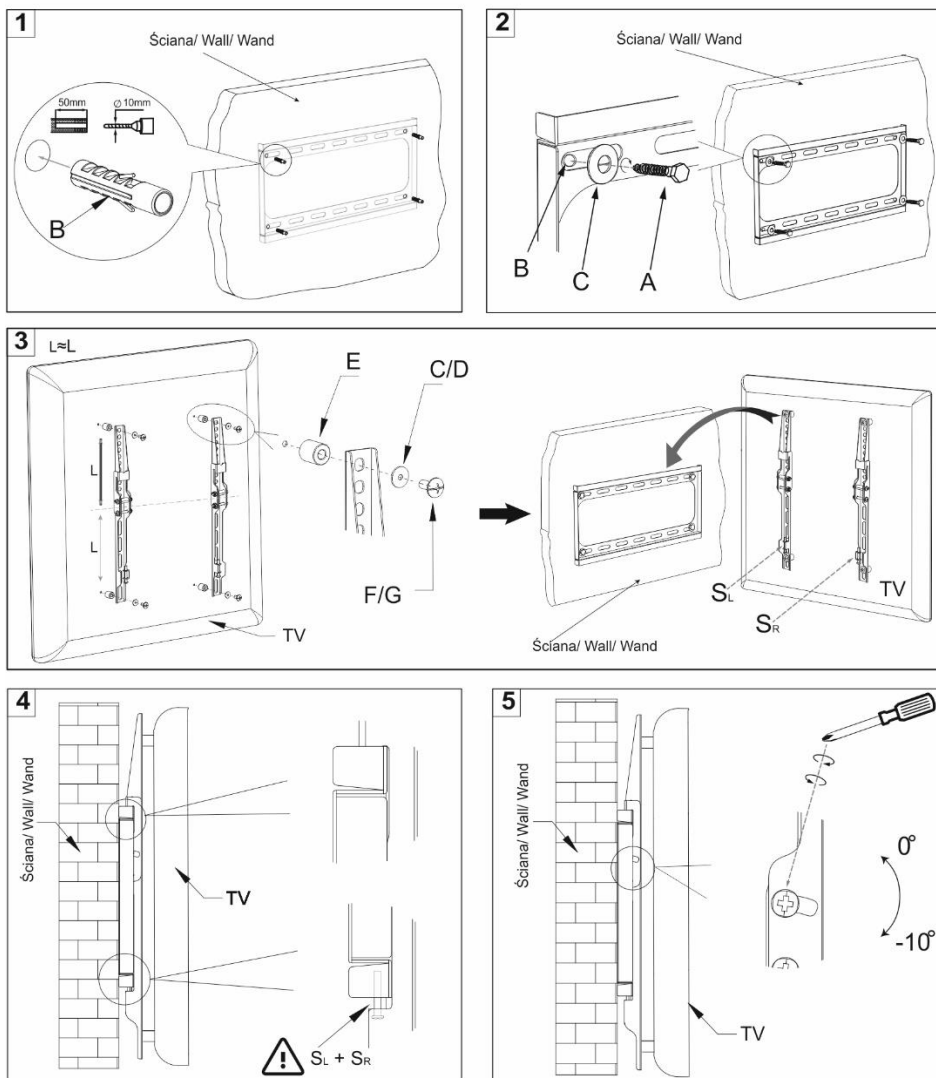 1
Ściana/ Wall/ Wand
50mm
Ø 10mm
B
2
Ściana/ Wall/ Wand
B
C
A
3
L≈L
L
L
TV
E
C/D
F/G
Ściana/ Wall/ Wand
SL
SR
TV
4
Ściana/ Wall/ Wand
TV
SL + SR
5
Ściana/ Wall/ Wand
TV
0°
-10°